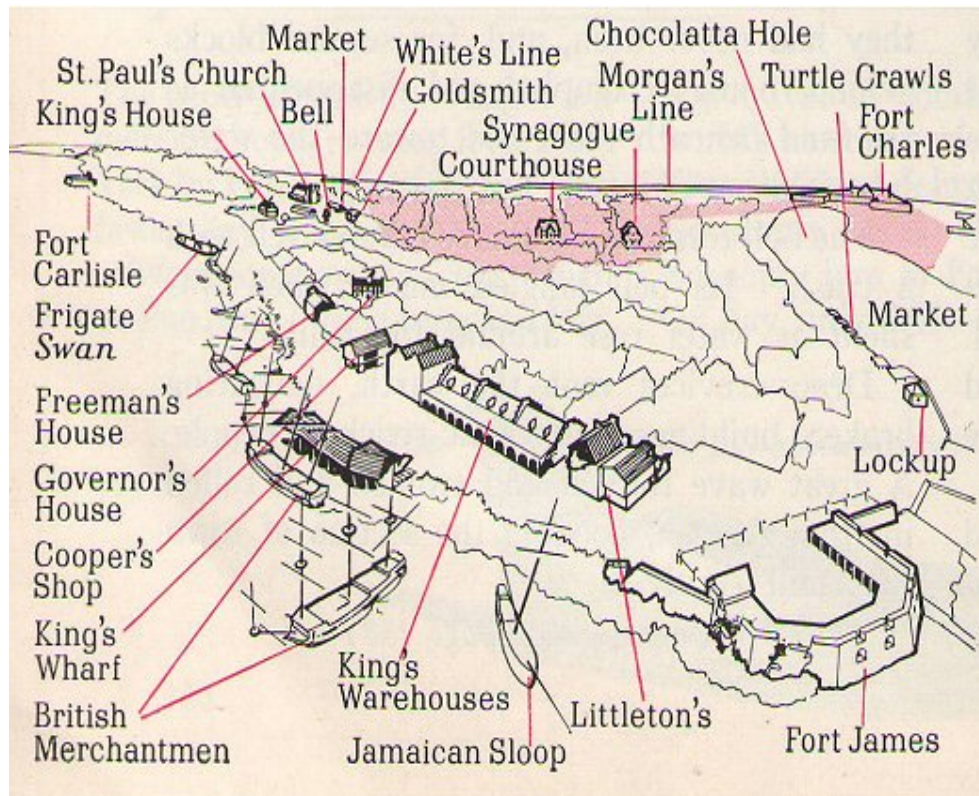 Market
White's Line
Chocolatta Hole
St. Paul's Church
Bell
Goldsmith
Morgan's
Line
Turtle Crawls
King's House
Synagogue
Courthouse
Fort
Charles
Fort
Carlisle
Frigate
Swan
Market
Freeman's
House
Lockup
Governor's
House
Cooper's
Shop
King's
Wharf
King's
Warehouses
British
Merchantmen
Littleton's
Jamaican Sloop
Fort James